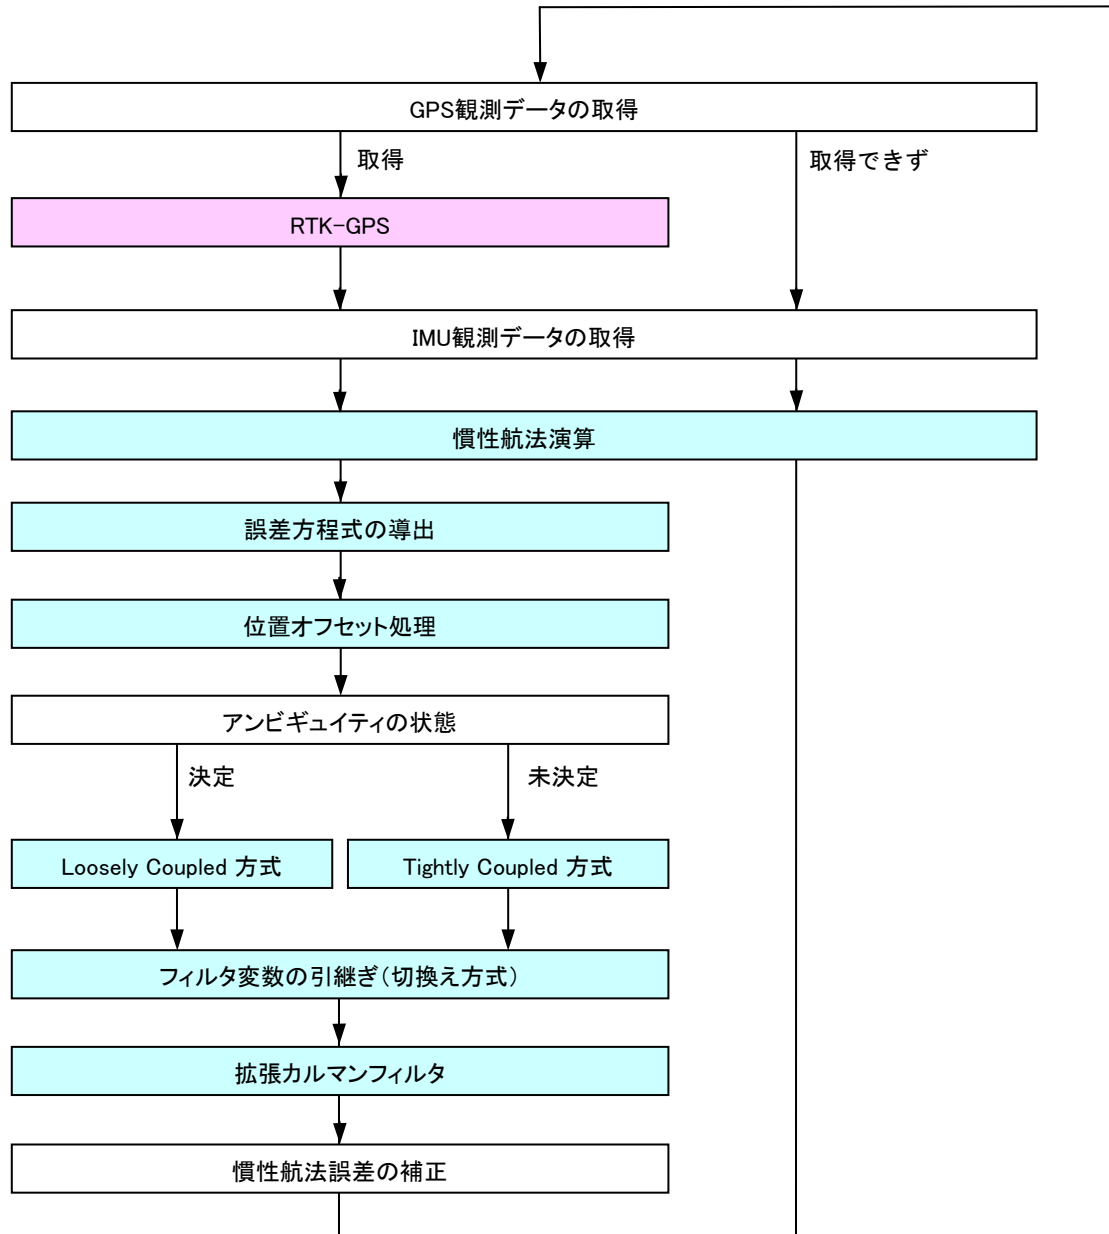 GPS観測データの取得
取得
取得できず
RTK-GPS
IMU観測データの取得
慣性航法演算
誤差方程式の導出
位置オフセット処理
アンビギュイティの状態
決定
未決定
Loosely Coupled 方式
Tightly Coupled 方式
フィルタ変数の引継ぎ(切換え方式)
拡張カルマンフィルタ
慣性航法誤差の補正